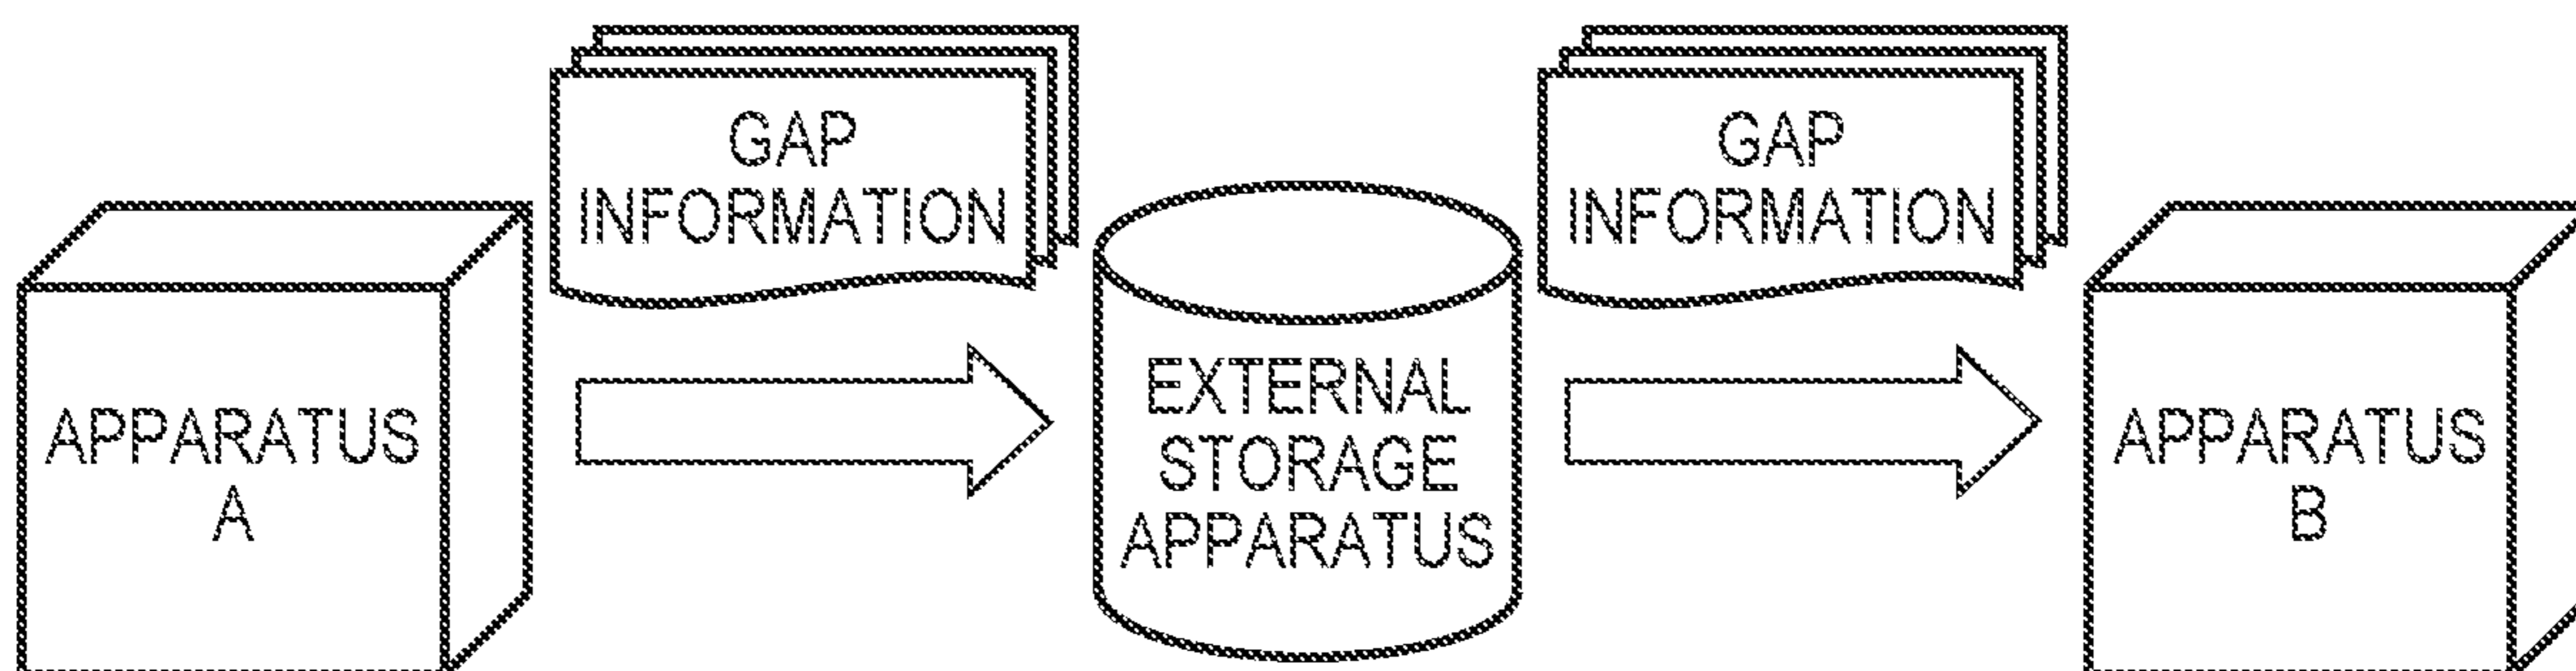 GAP
INFORMATION
GAP
INFORMATION
APPARATUS
A
EXTERNAL
STORAGE
APPARATUS
APPARATUS
B